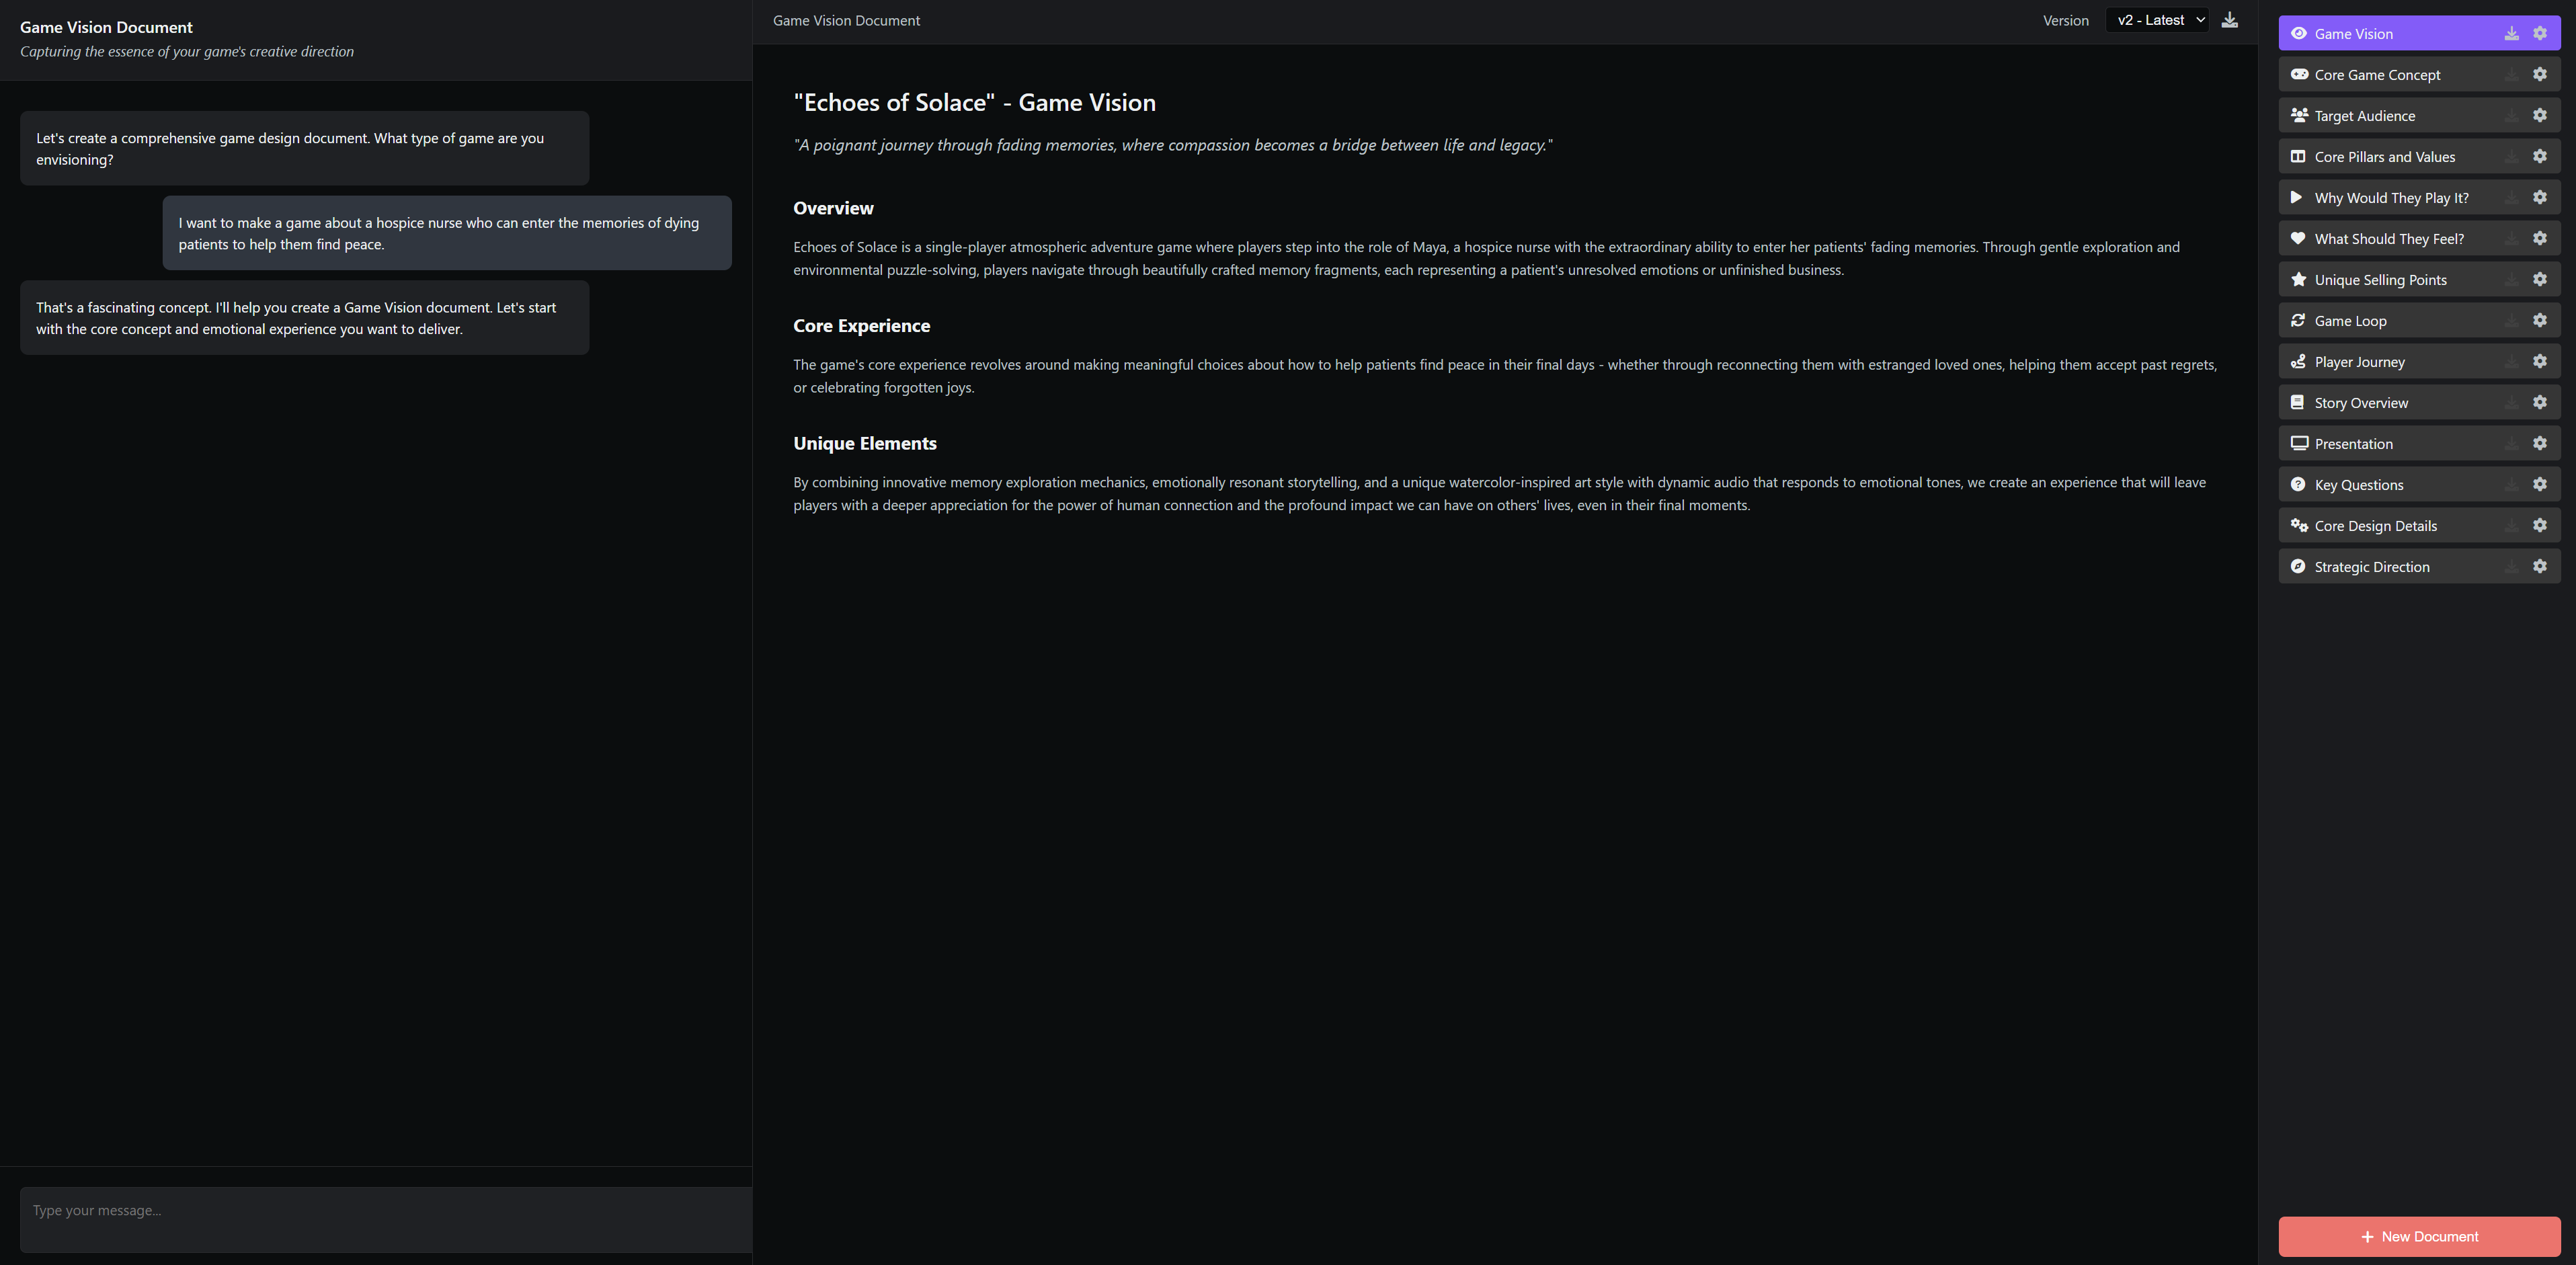 Game Vision Document
Capturing the essence of your game's creative direction
Let's create a comprehensive game design document. What type of game are you
envisioning?
I want to make a game about a hospice nurse who can enter the memories of dying
patients to help them find peace.
That's a fascinating concept. I'll help you create a Game Vision document. Let's start
with the core concept and emotional experience you want to deliver.
Type your message...
Game Vision Document
Version
v2 - Latest
"Echoes of Solace" - Game Vision
"A poignant journey through fading memories, where compassion becomes a bridge between life and legacy."
Overview
Echoes of Solace is a single-player atmospheric adventure game where players step into the role of Maya, a hospice nurse with the extraordinary ability to enter her patients' fading memories. Through gentle exploration and
environmental puzzle-solving, players navigate through beautifully crafted memory fragments, each representing a patient's unresolved emotions or unfinished business.
Core Experience
The game's core experience revolves around making meaningful choices about how to help patients find peace in their final days - whether through reconnecting them with estranged loved ones, helping them accept past regrets,
or celebrating forgotten joys.
Unique Elements
By combining innovative memory exploration mechanics, emotionally resonant storytelling, and a unique watercolor-inspired art style with dynamic audio that responds to emotional tones, we create an experience that will leave
players with a deeper appreciation for the power of human connection and the profound impact we can have on others' lives, even in their final moments.
Game Vision
Core Game Concept
Target Audience
Core Pillars and Values
Why Would They Play It?
What Should They Feel?
Unique Selling Points
Game Loop
Player Journey
Story Overview
Presentation
Key Questions
Core Design Details
Strategic Direction
+ New Document